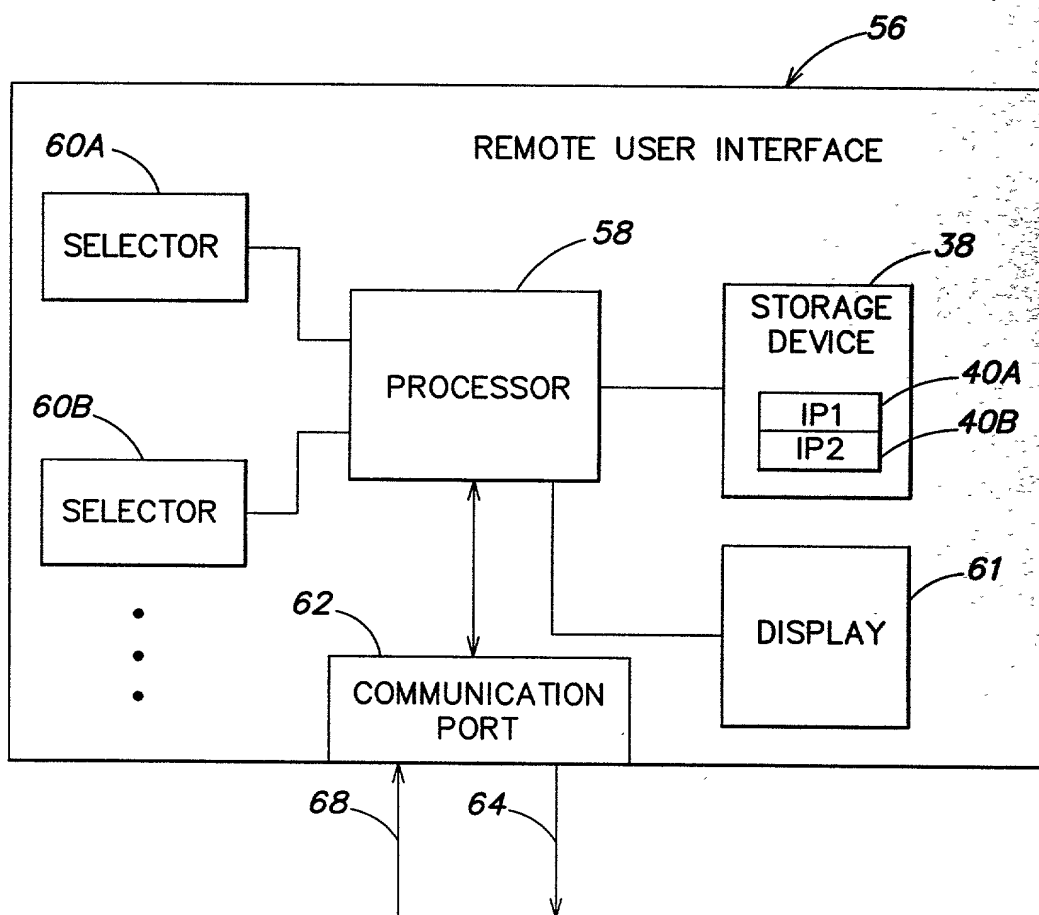 56
REMOTE USER INTERFACE
60A
SELECTOR
58
PROCESSOR
38
STORAGE
DEVICE
40A
IP1
40B
IP2
60B
SELECTOR
61
DISPLAY
62
COMMUNICATION
PORT
68
64